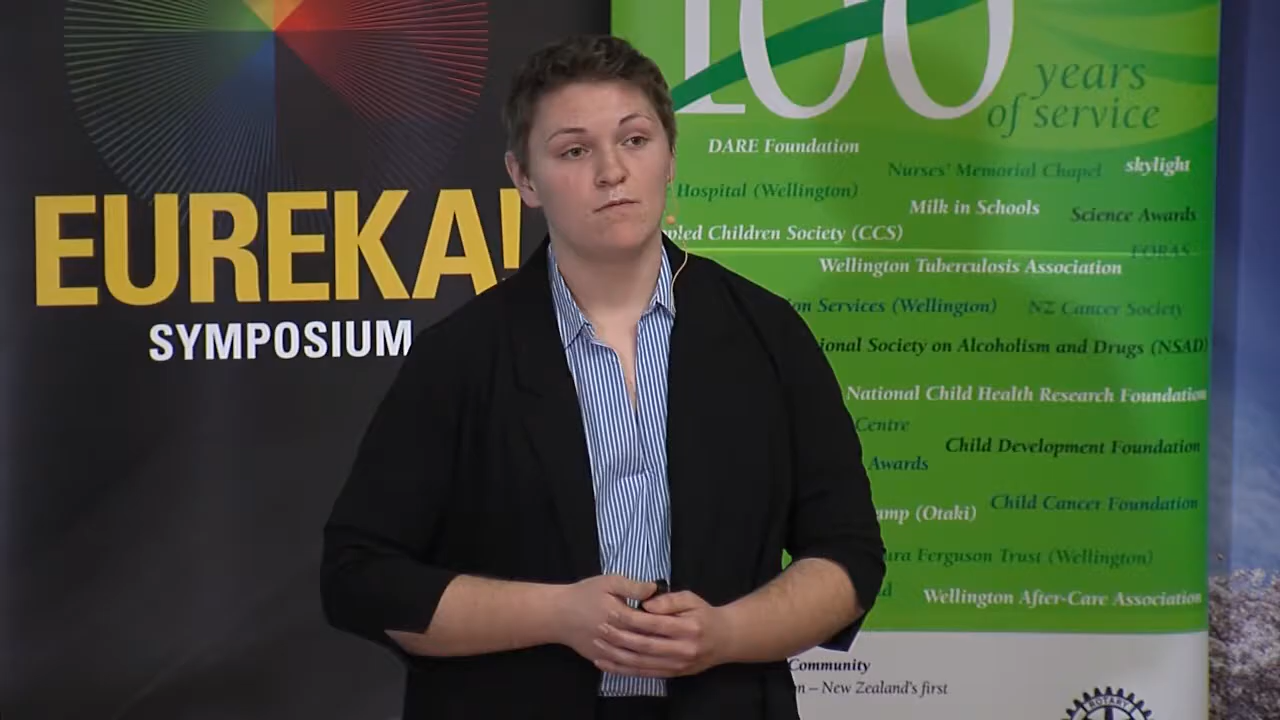 EUREKA!
SYMPOSIUM
100
years
of service
DARE Foundation
Nurses' Memorial Chapel
skylight
Hospital (Wellington)
Milk in Schools
Science Awards
Children Society (CCS)
Wellington Tuberculosis Association
Services (Wellington)
NZ Cancer Society
Society on Alcoholism and Drugs (NSAD)
National Child Health Research Foundation
Centre
Child Development Foundation
Awards
Child Cancer Foundation
(Otaki)
Ferguson Trust (Wellington)
Wellington After-Care Association
Community
– New Zealand's first
ROTARY